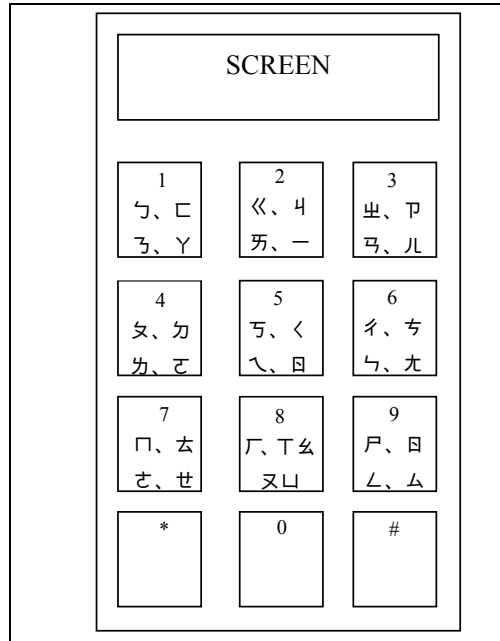 SCREEN
1
ㄅ、ㄈ
ㄋ、ㄚ
2
ㄍ、ㄐ
ㄞ、ㄧ
3
ㄓ、ㄗ
ㄢ、ㄦ
4
ㄆ、ㄉ
ㄌ、ㄛ
5
ㄎ、ㄑ
ㄟ、ㄖ
6
ㄔ、ㄘ
ㄣ、ㄤ
7
ㄇ、ㄊ
ㄜ、ㄝ
8
ㄏ、ㄒㄠ
ㄡㄩ
9
ㄕ、ㄖ
ㄥ、ㄙ
*
0
#